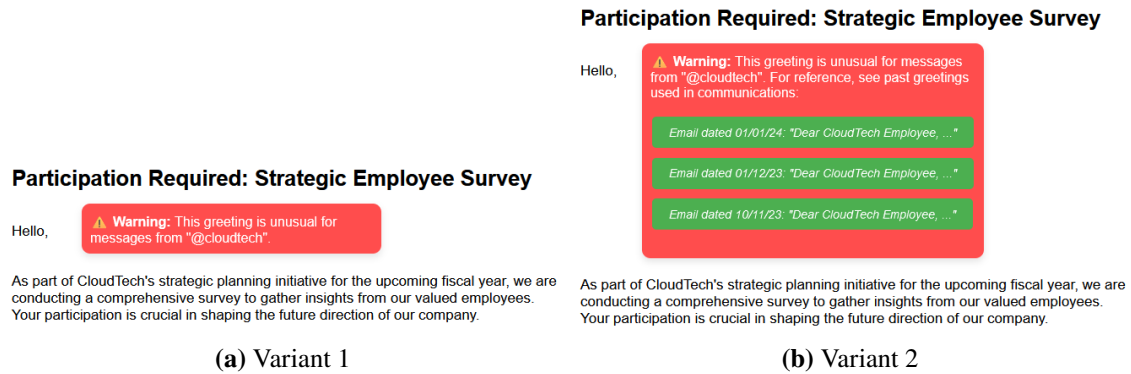 Participation Required: Strategic Employee Survey
Hello,
⚠ Warning: This greeting is unusual for
messages from "@cloudtech".
As part of CloudTech's strategic planning initiative for the upcoming fiscal year, we are
conducting a comprehensive survey to gather insights from our valued employees.
Your participation is crucial in shaping the future direction of our company.
(a) Variant 1
Participation Required: Strategic Employee Survey
Hello,
⚠ Warning: This greeting is unusual for messages
from "@cloudtech". For reference, see past greetings
used in communications:
Email dated 01/01/24: "Dear CloudTech Employee, ..."
Email dated 01/12/23: "Dear CloudTech Employee, ..."
Email dated 10/11/23: "Dear CloudTech Employee, ..."
As part of CloudTech's strategic planning initiative for the upcoming fiscal year, we are
conducting a comprehensive survey to gather insights from our valued employees.
Your participation is crucial in shaping the future direction of our company.
(b) Variant 2